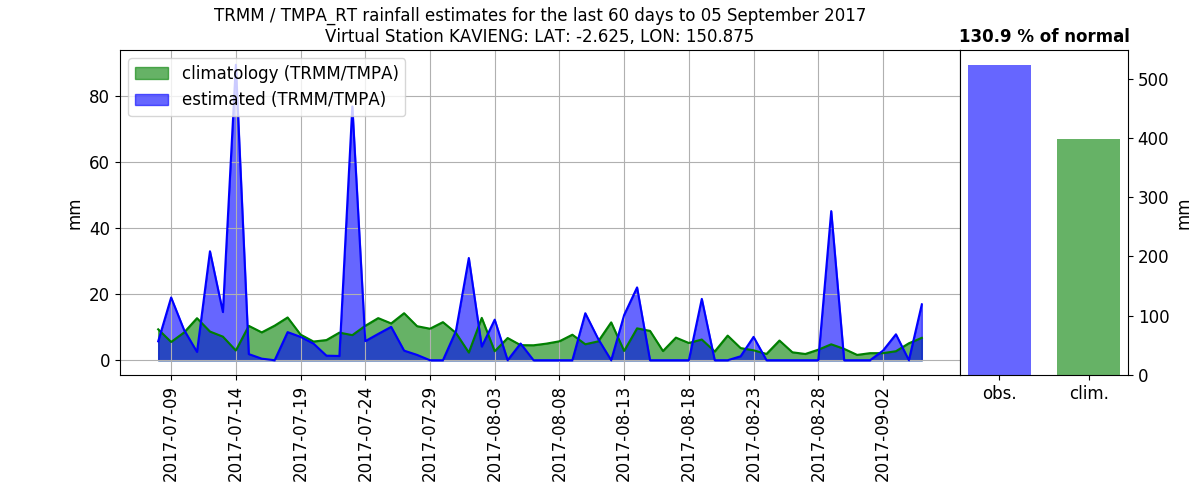 TRMM / TMPA_RT rainfall estimates for the last 60 days to 05 September 2017
Virtual Station KAVIENG: LAT: -2.625, LON: 150.875
130.9 % of normal
climatology (TRMM/TMPA)
estimated (TRMM/TMPA)
mm
80
60
40
20
0
2017-07-09
2017-07-14
2017-07-19
2017-07-24
2017-07-29
2017-08-03
2017-08-08
2017-08-13
2017-08-18
2017-08-23
2017-08-28
2017-09-02
500
400
300
200
100
0
mm
obs.
clim.